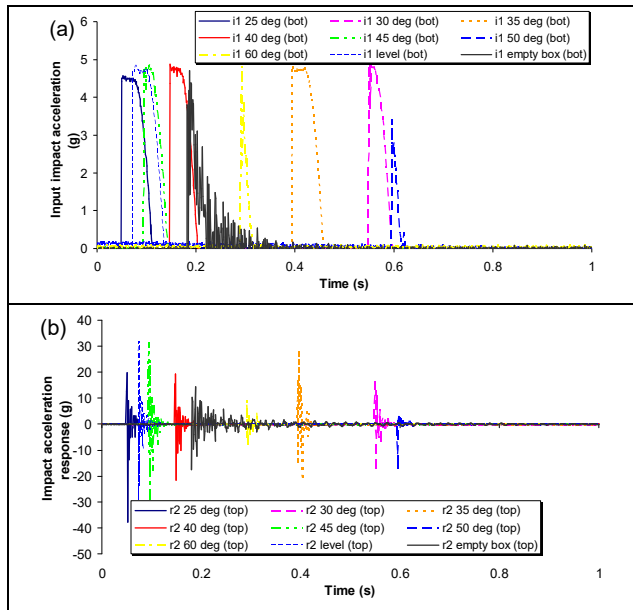 (a)
i1 25 deg (bot) i1 30 deg (bot) i1 35 deg (bot)
i1 40 deg (bot) i1 45 deg (bot) i1 50 deg (bot)
i1 60 deg (bot) i1 level (bot) i1 empty box (bot)
Input impact acceleration
(g)
6
5
4
3
2
1
0
0 0.2 0.4 0.6 0.8 1
Time (s)
(b)
Impact acceleration
response (g)
40
30
20
10
0
-10
-20
-30
-40
-50
r2 25 deg (top) r2 30 deg (top) r2 35 deg (top)
r2 40 deg (top) r2 45 deg (top) r2 50 deg (top)
r2 60 deg (top) r2 level (top) r2 empty box (top)
0 0.2 0.4 0.6 0.8 1
Time (s)